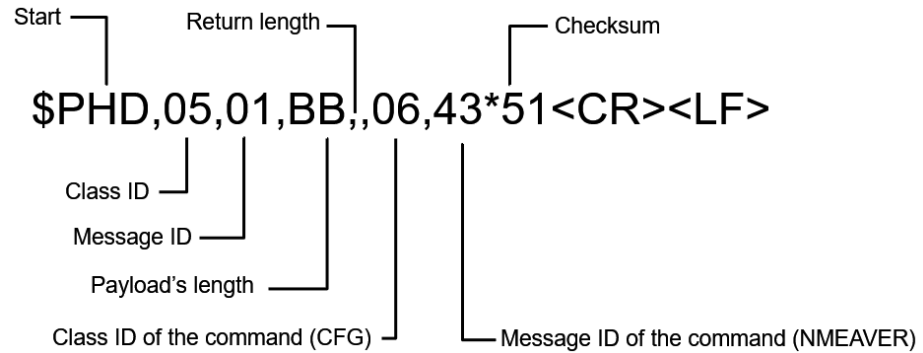 Start
Return length
Checksum
$PHD,05,01,BB,,06,43*51<CR><LF>
Class ID
Message ID
Payload's length
Class ID of the command (CFG)
Message ID of the command (NMEAVER)